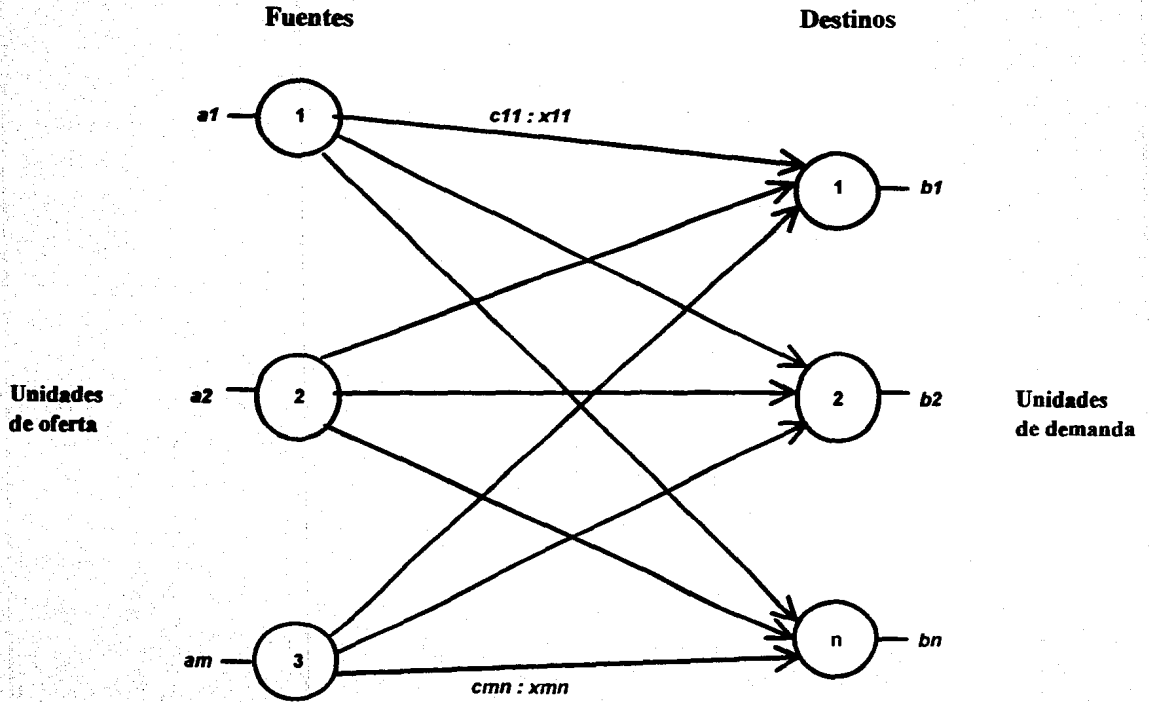 Fuentes
Destinos
a1
1
c11 : x11
1
b1
Unidades
de oferta
a2
2
2
b2
Unidades
de demanda
am
3
cmn : xmn
n
bn